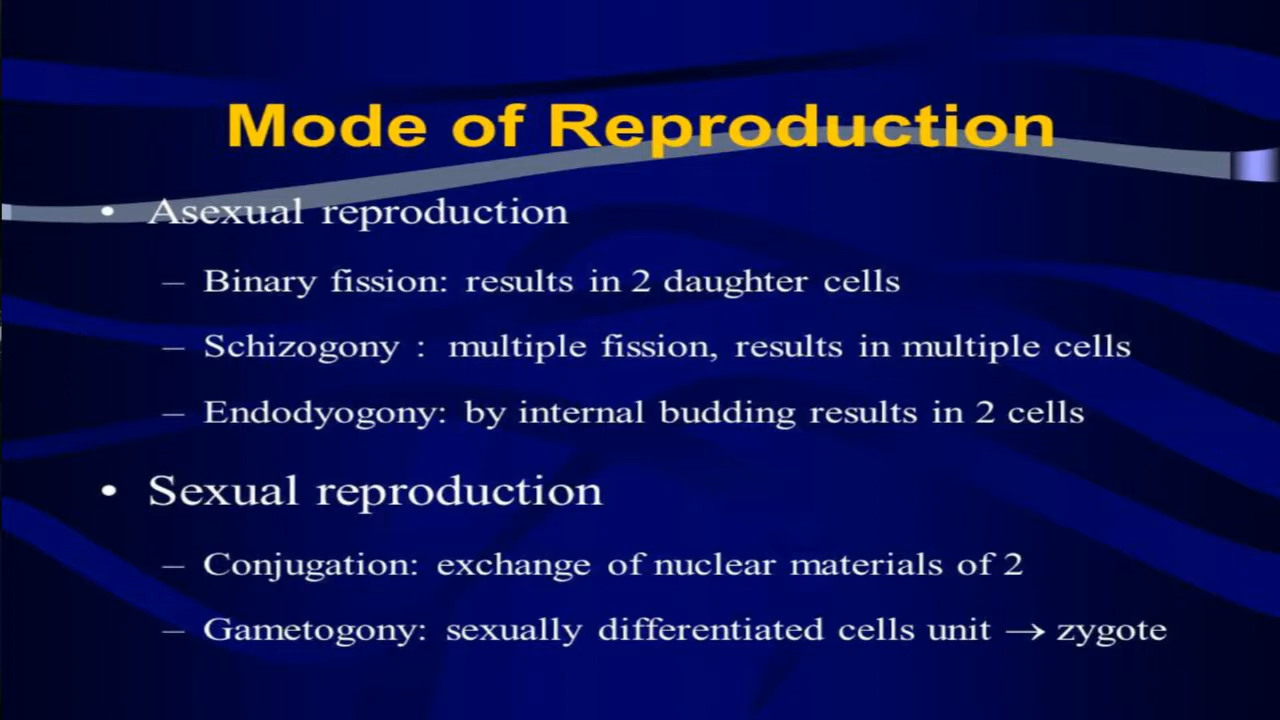 Mode of Reproduction
• Asexual reproduction
– Binary fission: results in 2 daughter cells
– Schizogony : multiple fission, results in multiple cells
– Endodyogony: by internal budding results in 2 cells
• Sexual reproduction
– Conjugation: exchange of nuclear materials of 2
– Gametogony: sexually differentiated cells unit → zygote